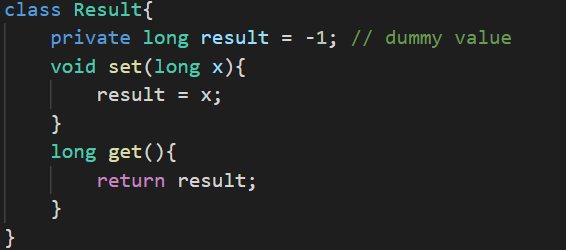 class Result{
    private long result = -1; // dummy value
    void set(long x){
        result = x;
    }
    long get(){
        return result;
    }
}